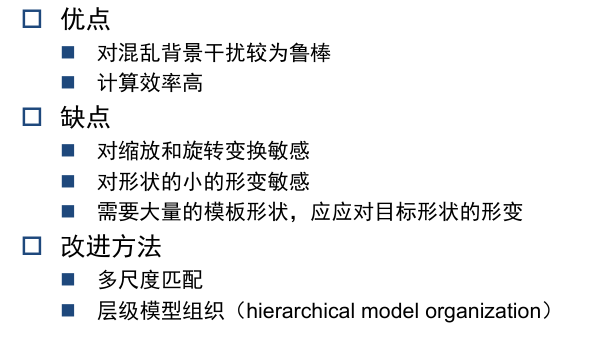 优点
对混乱背景干扰较为鲁棒
计算效率高
缺点
对缩放和旋转变换敏感
对形状的小的形变敏感
需要大量的模板形状，应应对目标形状的形变
改进方法
多尺度匹配
层级模型组织（hierarchical model organization）